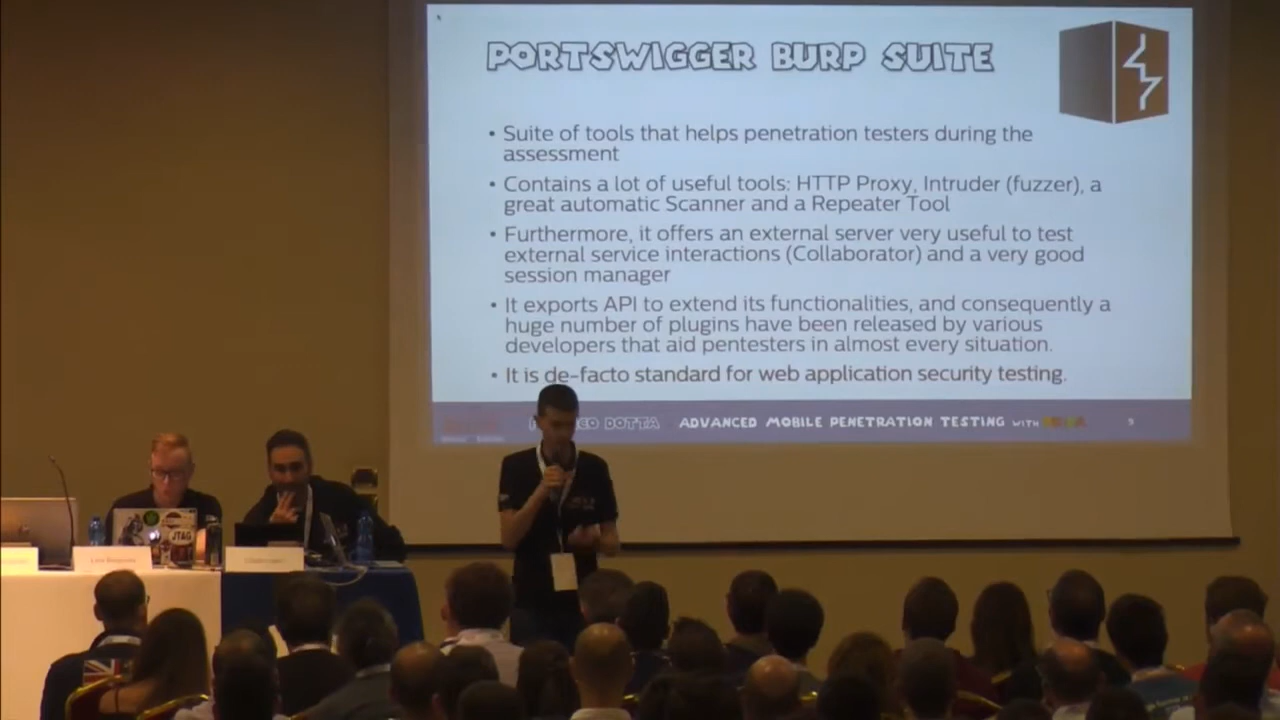 PORTSWIGGER BURP SUITE
• Suite of tools that helps penetration testers during the
assessment
• Contains a lot of useful tools: HTTP Proxy, Intruder (fuzzer), a
great automatic Scanner and a Repeater Tool
• Furthermore, it offers an external server very useful to test
external service interactions (Collaborator) and a very good
session manager
• It exports API to extend its functionalities, and consequently a
huge number of plugins have been released by various
developers that aid pentesters in almost every situation.
• It is de-facto standard for web application security testing.
DOTTA ADVANCED MOBILE PENETRATION TESTING WITH
JTAG